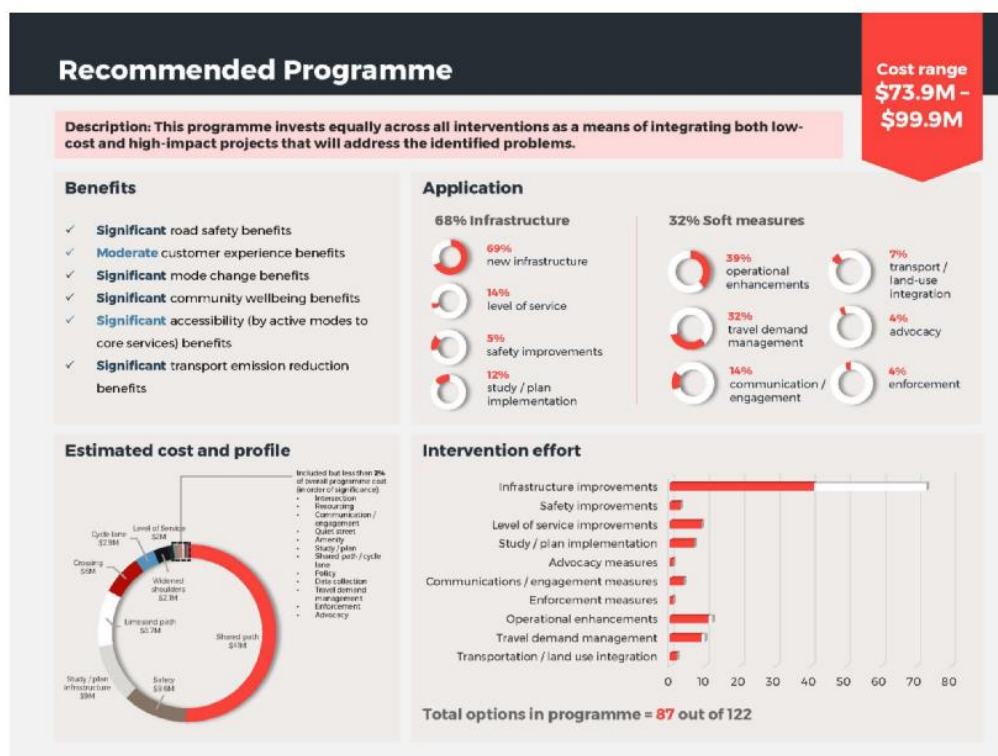 Recommended Programme
Cost range
$73.9M –
$99.9M
Description: This programme invests equally across all interventions as a means of integrating both low-
cost and high-impact projects that will address the identified problems.
Benefits
✓ Significant road safety benefits
✓ Moderate customer experience benefits
✓ Significant mode change benefits
✓ Significant community wellbeing benefits
✓ Significant accessibility (by active modes to
core services) benefits
✓ Significant transport emission reduction
benefits
Application
68% Infrastructure
69%
new infrastructure
14%
level of service
5%
safety improvements
12%
study / plan
implementation
32% Soft measures
39%
operational
enhancements
32%
travel demand
management
14%
communication /
engagement
7%
transport /
land-use
integration
4%
advocacy
4%
enforcement
Estimated cost and profile
Included but less than 2%
of overall programme cost
(in order of significance)
• Intersection
• Resourcing
• Communication /
engagement
• Quiet street
• Amenity
• Study / plan
• Shared path / cycle
lane
• Policy
• Data collection
• Travel demand
management
• Enforcement
• Advocacy
Level of Service
$2M
Cycle lane
$2.9M
Crossing
Widened
shoulders
$2.1M
Limesand path
Shared path
Study / plan
infrastructure
$9M
Safety
$9.6M
Intervention effort
Infrastructure improvements
Safety improvements
Level of service improvements
Study / plan implementation
Advocacy measures
Communications / engagement measures
Enforcement measures
Operational enhancements
Travel demand management
Transportation / land use integration
0 10 20 30 40 50 60 70 80
Total options in programme = 87 out of 122